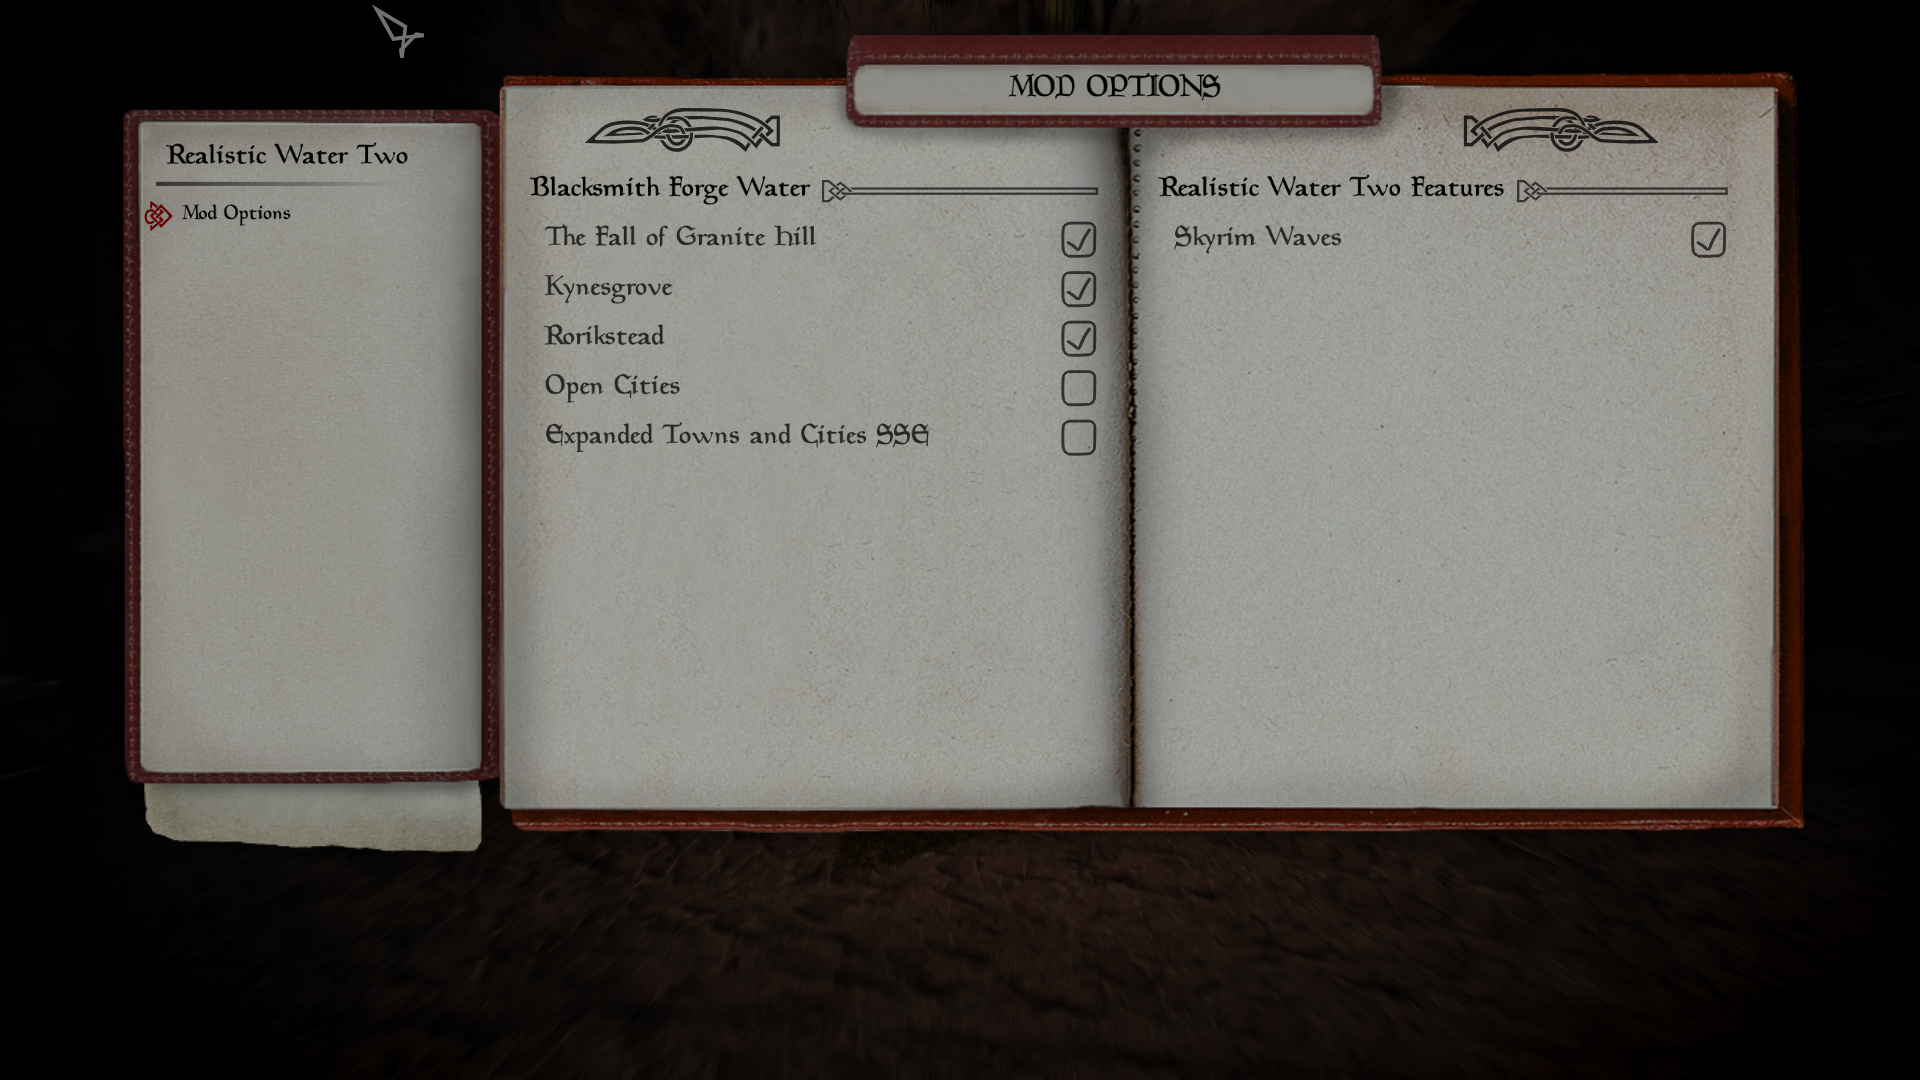 MOD OPTIONS
Realistic Water Two
Mod Options
Blacksmith Forge Water
The Fall of Granite Hill
Kynesgrove
Rorikstead
Open Cities
Expanded Towns and Cities SSE
Realistic Water Two Features
Skyrim Waves